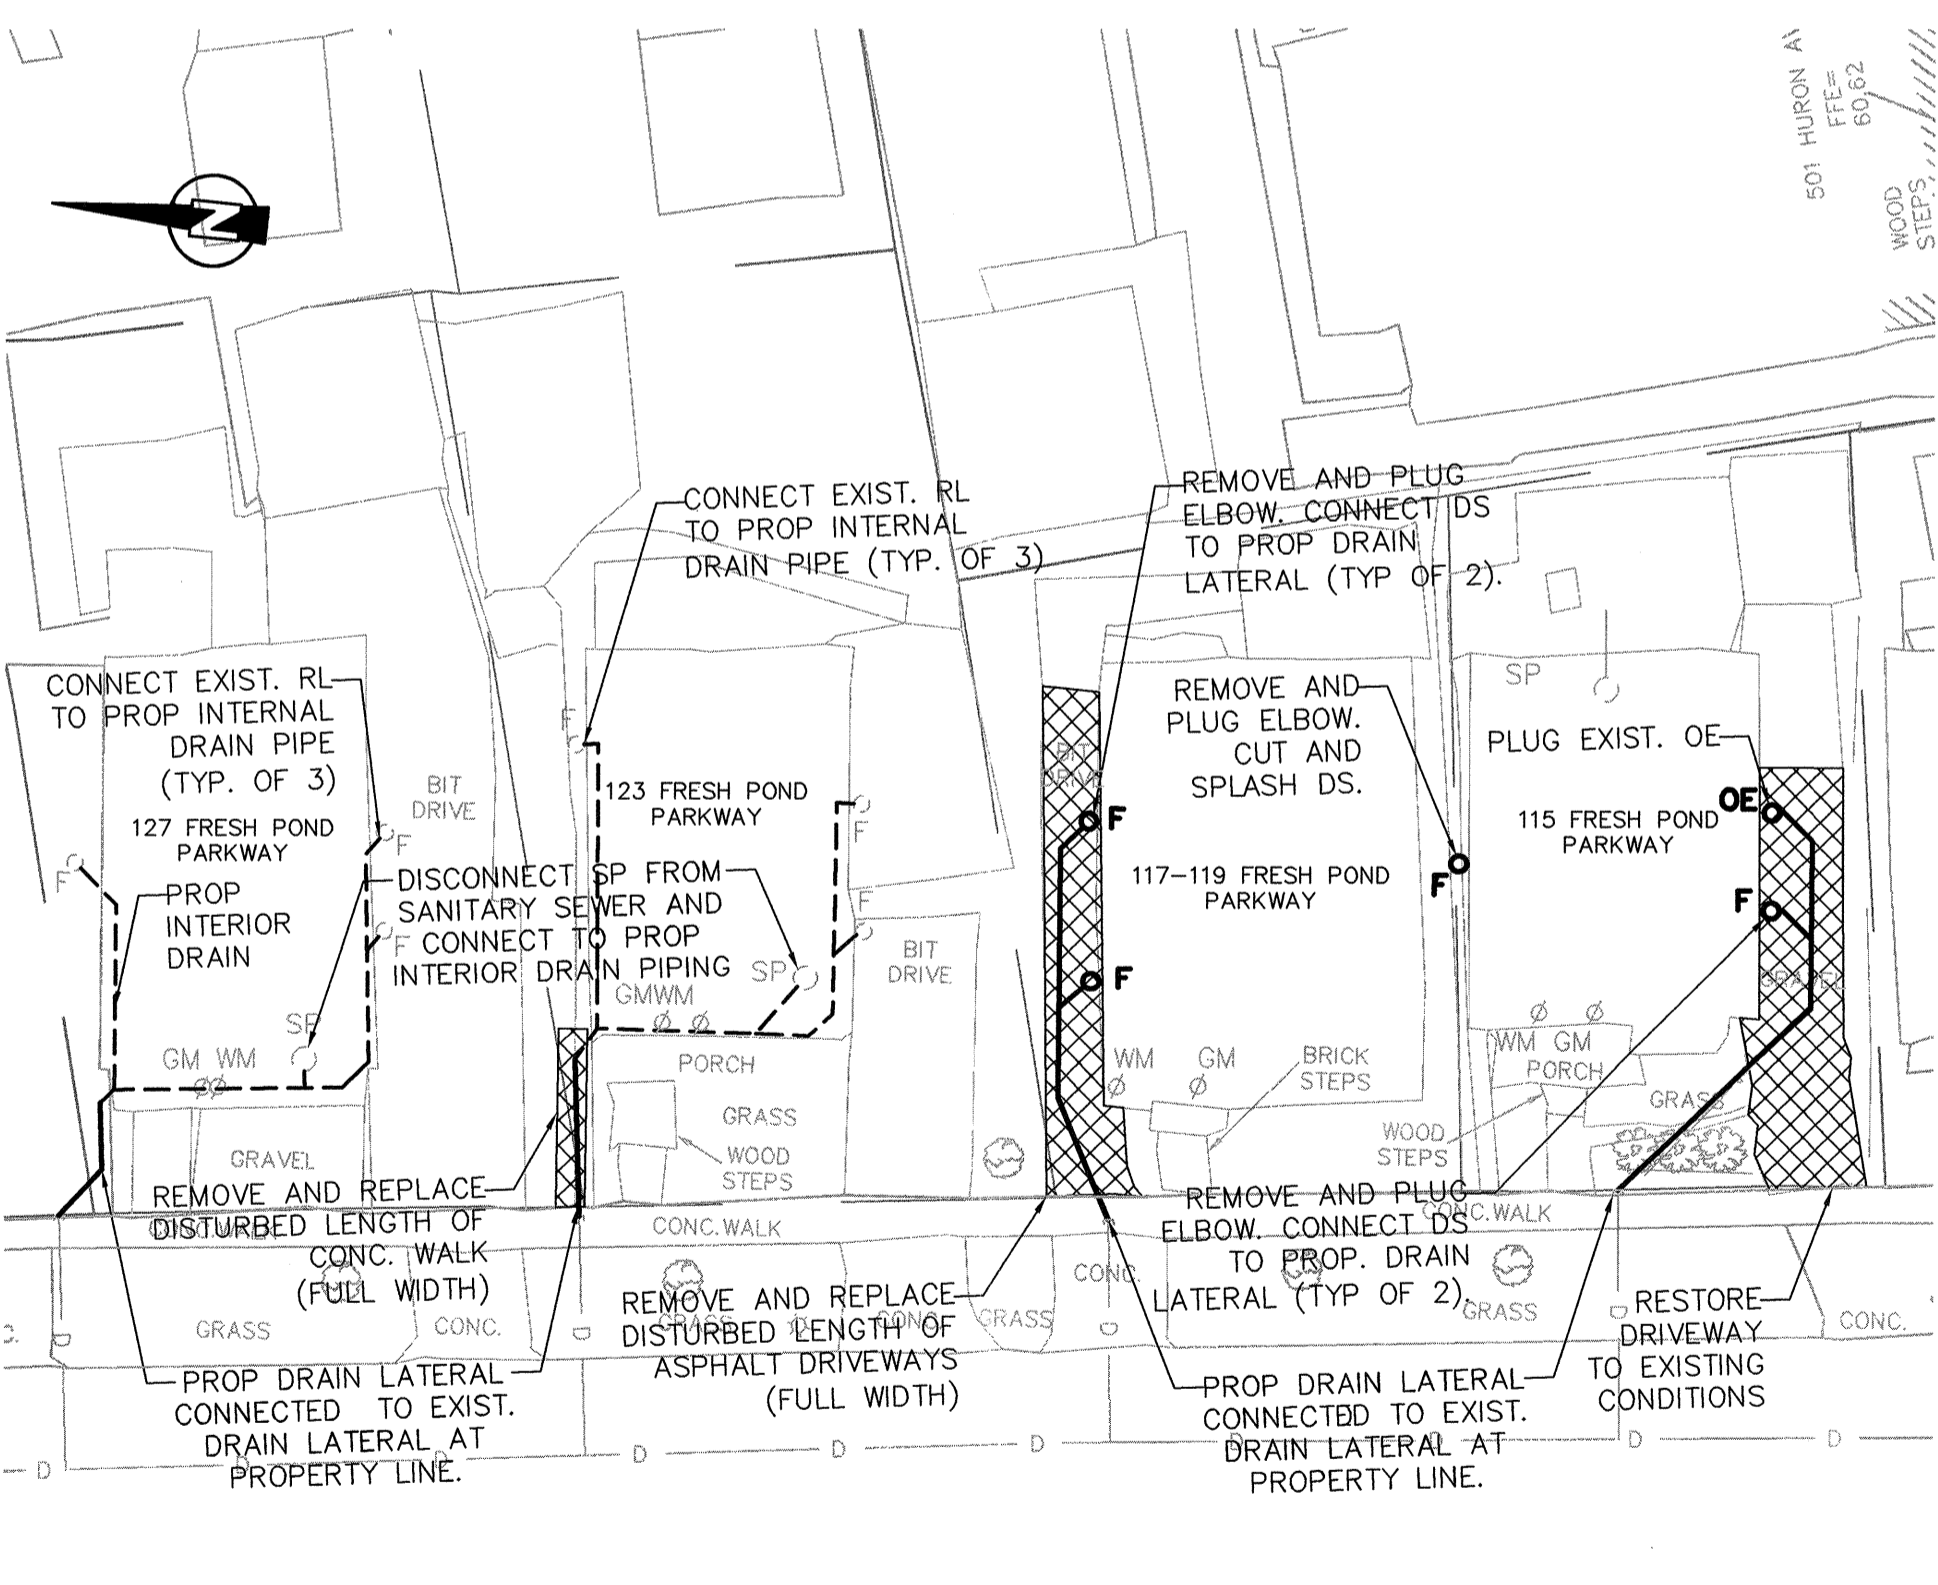 501 HURON AV
FFE=
60.62
WOOD
STEPS
N
CONNECT EXIST. RL
TO PROP INTERNAL
DRAIN PIPE (TYP. OF 3)
REMOVE AND PLUG
ELBOW. CONNECT DS
TO PROP DRAIN
LATERAL (TYP OF 2).
CONNECT EXIST. RL
TO PROP INTERNAL
DRAIN PIPE
(TYP. OF 3)
127 FRESH POND
PARKWAY
BIT
DRIVE
F
F
F
PROP
INTERIOR
DRAIN
F
123 FRESH POND
PARKWAY
F
F
DISCONNECT SP FROM
SANITARY SEWER AND
CONNECT TO PROP
INTERIOR DRAIN PIPING
SP
GMWM
SP
GM WM
BIT
DRIVE
BIT
DRIVE
REMOVE AND
PLUG ELBOW.
CUT AND
SPLASH DS.
SP
PLUG EXIST. OE
OE
F
115 FRESH POND
PARKWAY
117-119 FRESH POND
PARKWAY
F
F
F
GRAVEL
WM
GM
BRICK
STEPS
WM GM
PORCH
GRASS
WOOD
STEPS
PORCH
GRASS
WOOD
STEPS
GRAVEL
REMOVE AND REPLACE
DISTURBED LENGTH OF
CONC. WALK
(FULL WIDTH)
CONC.WALK
CONC.WALK
REMOVE AND PLUG
ELBOW. CONNECT DS
TO PROP. DRAIN
LATERAL (TYP OF 2).
CONC.WALK
CONC.
REMOVE AND REPLACE
DISTURBED LENGTH OF
ASPHALT DRIVEWAYS
(FULL WIDTH)
GRASS
CONC.
GRASS
CONC.
GRASS
GRASS
RESTORE
DRIVEWAY
TO EXISTING
CONDITIONS
CONC.
C.
D
D
D
D
PROP DRAIN LATERAL
CONNECTED TO EXIST.
DRAIN LATERAL AT
PROPERTY LINE.
PROP DRAIN LATERAL
CONNECTED TO EXIST.
DRAIN LATERAL AT
PROPERTY LINE.
D
D
D
D
D
D
D
D
D